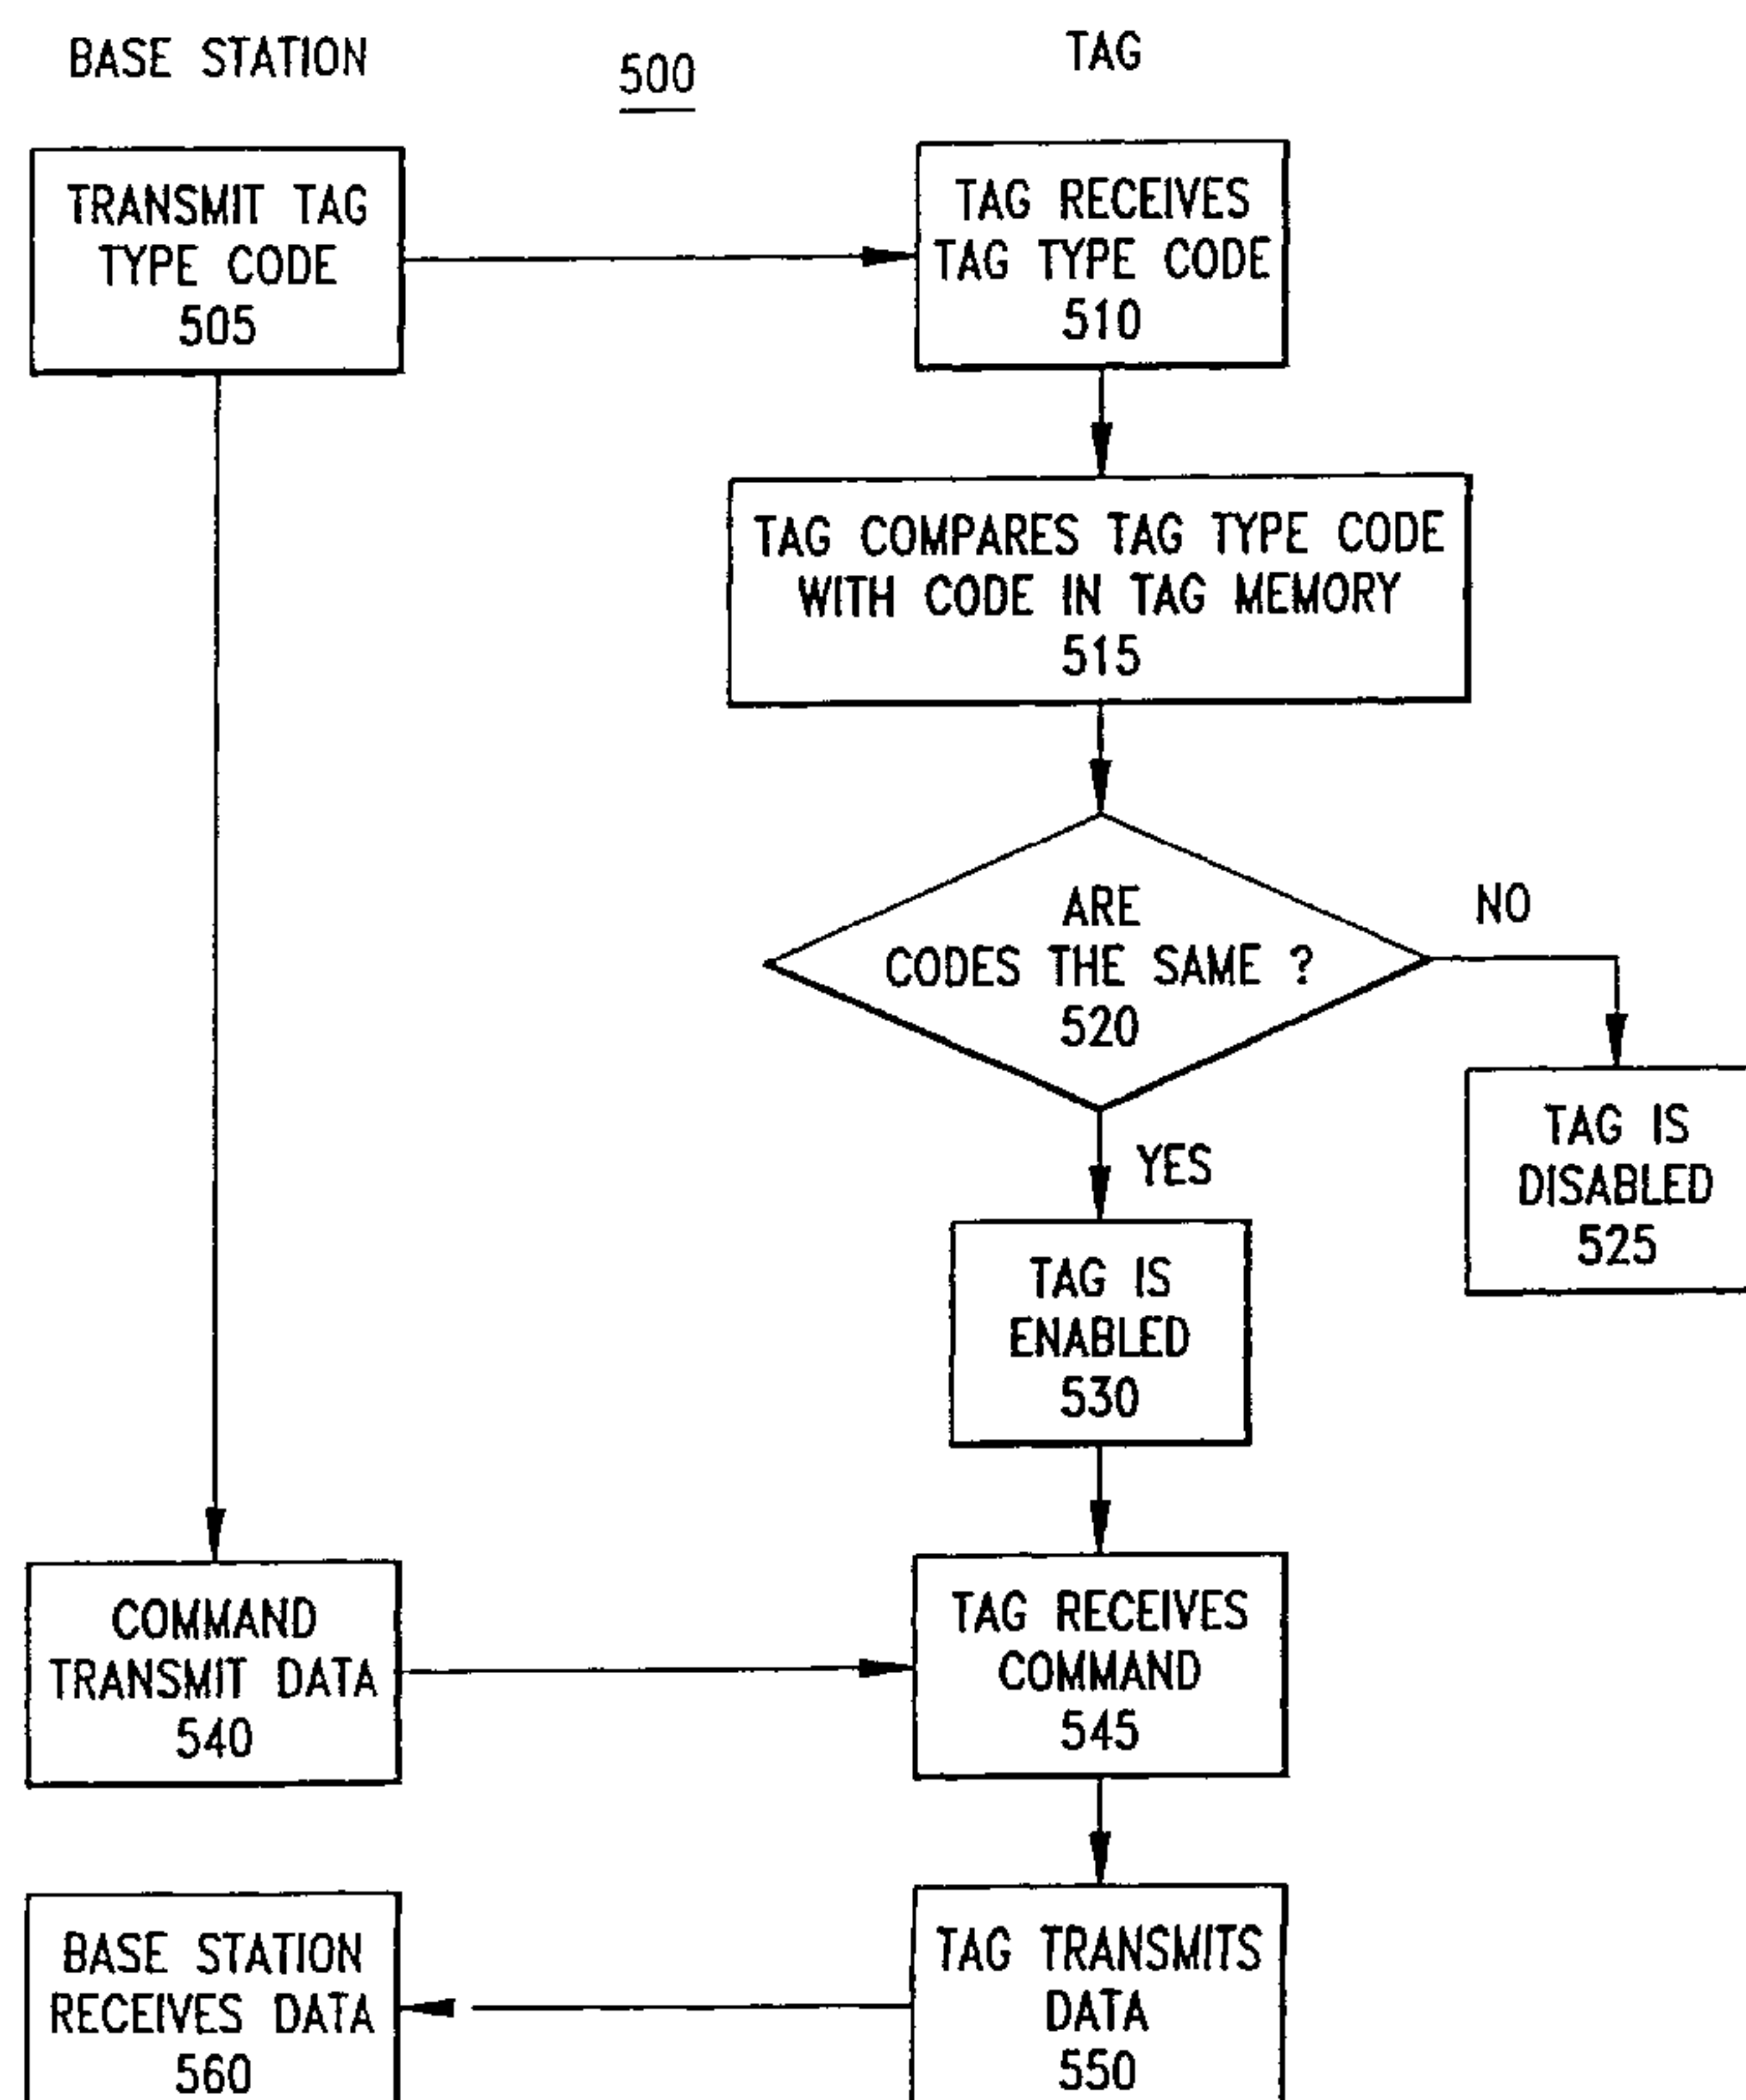 BASE STATION
500
TAG
TRANSMIT TAG
TYPE CODE
505
TAG RECEIVES
TAG TYPE CODE
510
TAG COMPARES TAG TYPE CODE
WITH CODE IN TAG MEMORY
515
ARE
CODES THE SAME ?
520
NO
TAG IS
DISABLED
525
YES
TAG IS
ENABLED
530
COMMAND
TRANSMIT DATA
540
TAG RECEIVES
COMMAND
545
BASE STATION
RECEIVES DATA
560
TAG TRANSMITS
DATA
550